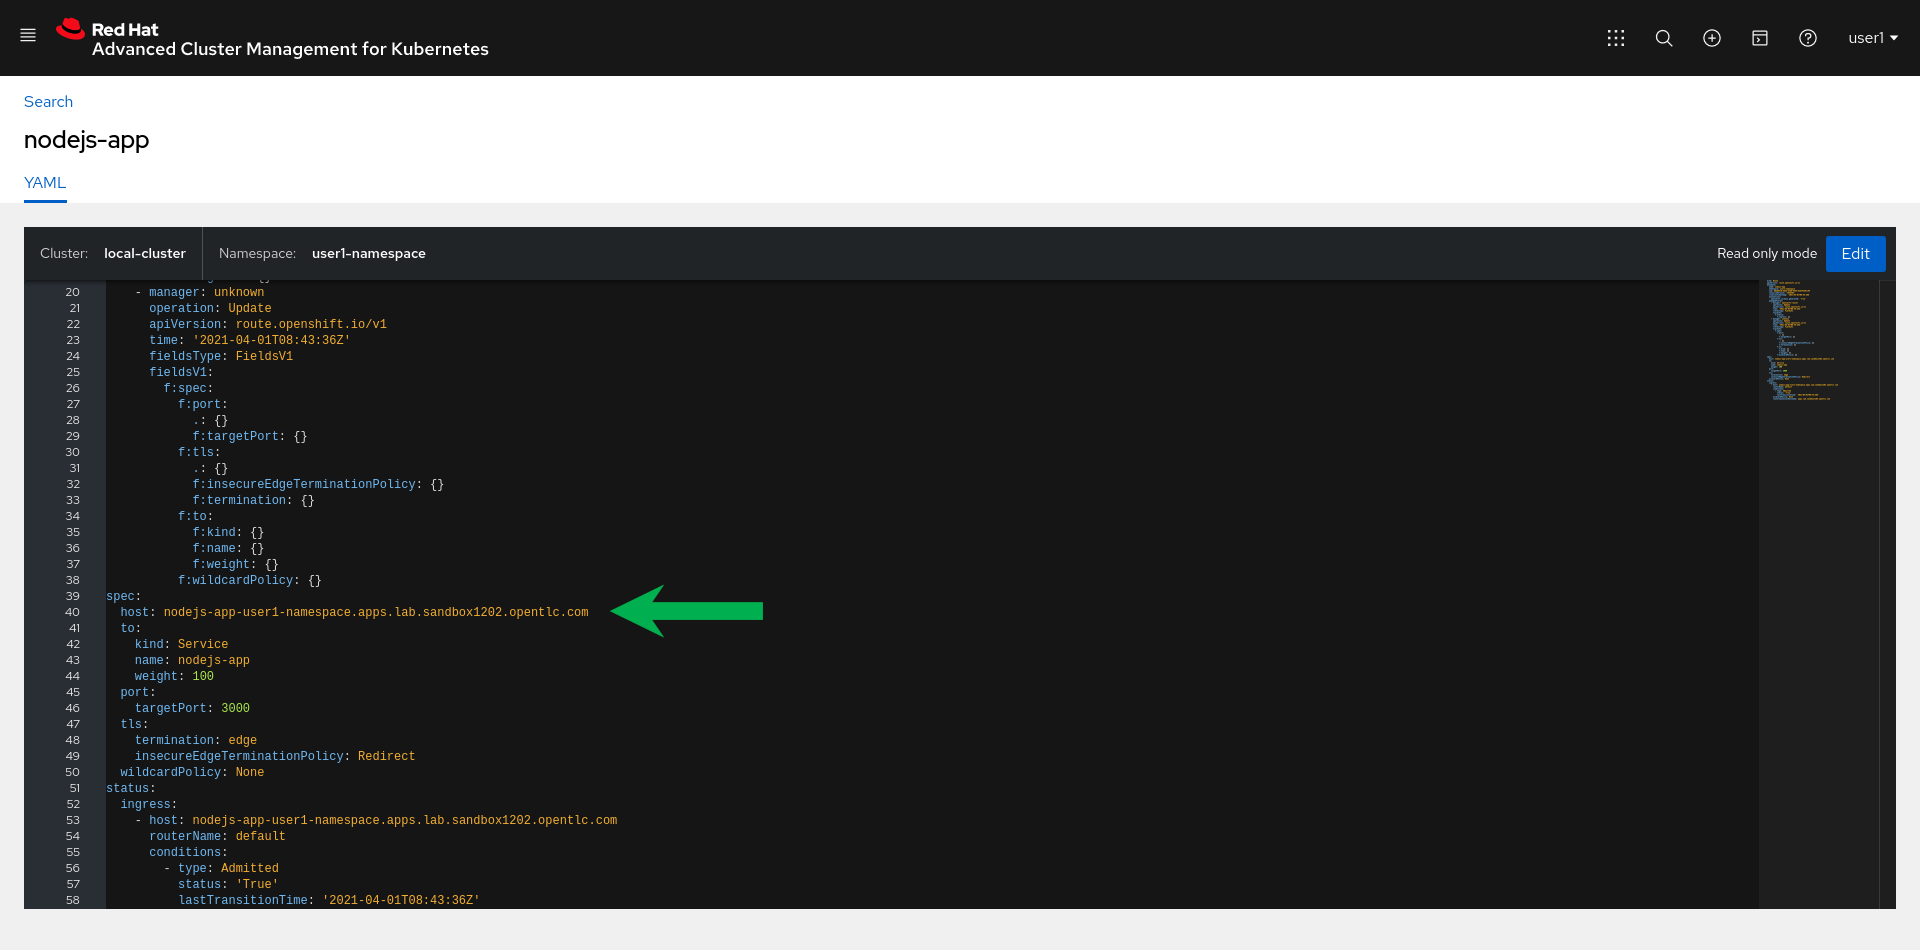 Red Hat
Advanced Cluster Management for Kubernetes
user1
Search
nodejs-app
YAML
Cluster: local-cluster Namespace: user1-namespace Read only mode Edit
20 - manager: unknown
21 operation: Update
22 apiVersion: route.openshift.io/v1
23 time: '2021-04-01T08:43:36Z'
24 fieldsType: FieldsV1
25 fieldsV1:
26 f:spec:
27 f:port:
28 .: {}
29 f:targetPort: {}
30 f:tls:
31 .: {}
32 f:insecureEdgeTerminationPolicy: {}
33 f:termination: {}
34 f:to:
35 f:kind: {}
36 f:name: {}
37 f:weight: {}
38 f:wildcardPolicy: {}
39 spec:
40 host: nodejs-app-user1-namespace.apps.lab.sandbox1202.opentlc.com
41 to:
42 kind: Service
43 name: nodejs-app
44 weight: 100
45 port:
46 targetPort: 3000
47 tls:
48 termination: edge
49 insecureEdgeTerminationPolicy: Redirect
50 wildcardPolicy: None
51 status:
52 ingress:
53 - host: nodejs-app-user1-namespace.apps.lab.sandbox1202.opentlc.com
54 routerName: default
55 conditions:
56 - type: Admitted
57 status: 'True'
58 lastTransitionTime: '2021-04-01T08:43:36Z'